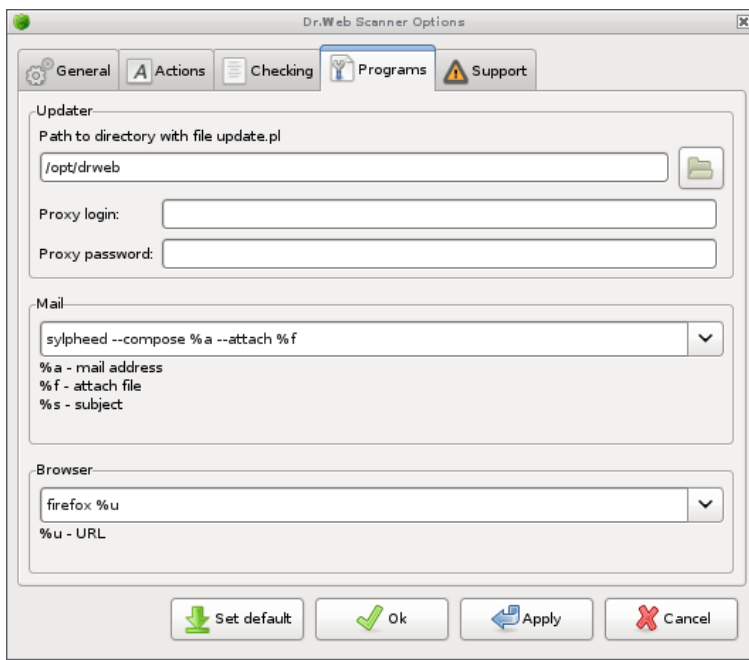 Dr.Web Scanner Options
General
Actions
Checking
Programs
Support
Updater
Path to directory with file update.pl
/opt/drweb
Proxy login:
Proxy password:
Mail
sylpheed --compose %a --attach %f
%a - mail address
%f - attach file
%s - subject
Browser
firefox %u
%u - URL
Set default
Ok
Apply
Cancel